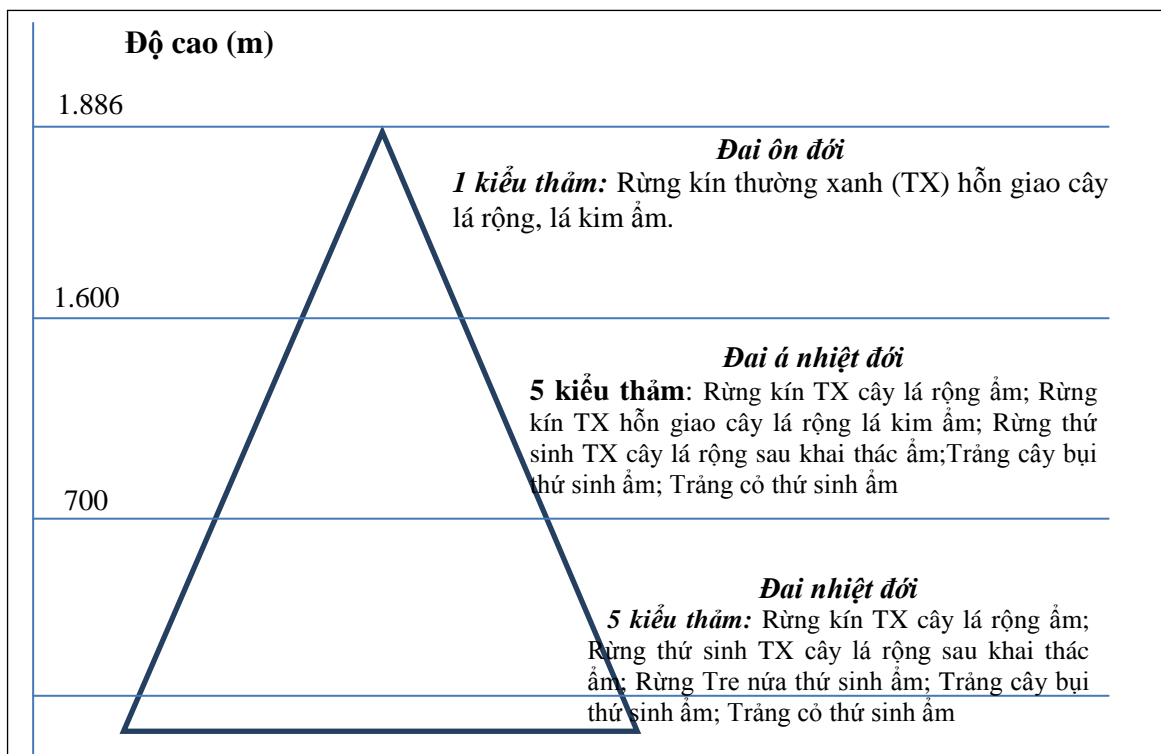 Độ cao (m)
1.886
Đai ôn đới
1 kiểu thảm: Rừng kín thường xanh (TX) hỗn giao cây
lá rộng, lá kim ẩm.
1.600
Đai á nhiệt đới
5 kiểu thảm: Rừng kín TX cây lá rộng ẩm; Rừng
kín TX hỗn giao cây lá rộng lá kim ẩm; Rừng thứ
sinh TX cây lá rộng sau khai thác ẩm;Trảng cây bụi
thứ sinh ẩm; Trảng cỏ thứ sinh ẩm
700
Đai nhiệt đới
5 kiểu thảm: Rừng kín TX cây lá rộng ẩm;
Rừng thứ sinh TX cây lá rộng sau khai thác
ẩm; Rừng Tre nứa thứ sinh ẩm; Trảng cây bụi
thứ sinh ẩm; Trảng cỏ thứ sinh ẩm